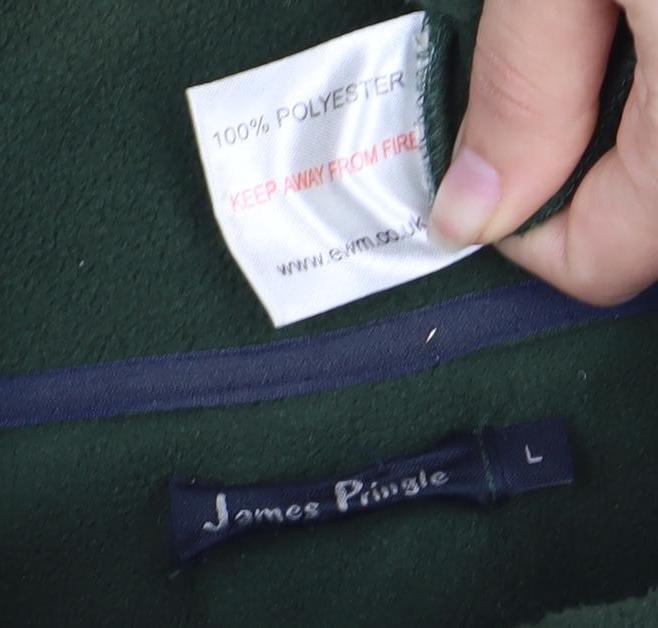 100% POLYESTER
KEEP AWAY FROM FIRE
www.ewm.co.uk
James Pringle
L